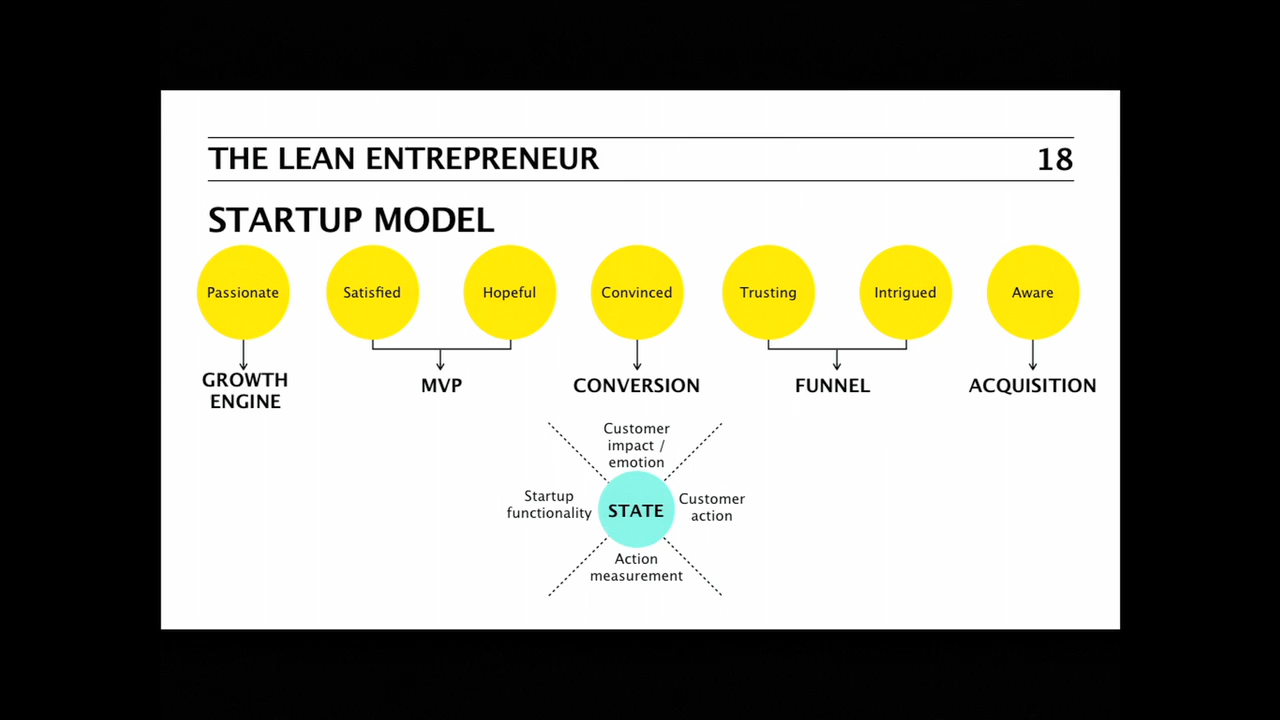 THE LEAN ENTREPRENEUR 18
STARTUP MODEL
Passionate Satisfied Hopeful Convinced Trusting Intrigued Aware
GROWTH
ENGINE
MVP
CONVERSION
FUNNEL
ACQUISITION
Customer
impact /
emotion
Startup
functionality
STATE
Customer
action
Action
measurement